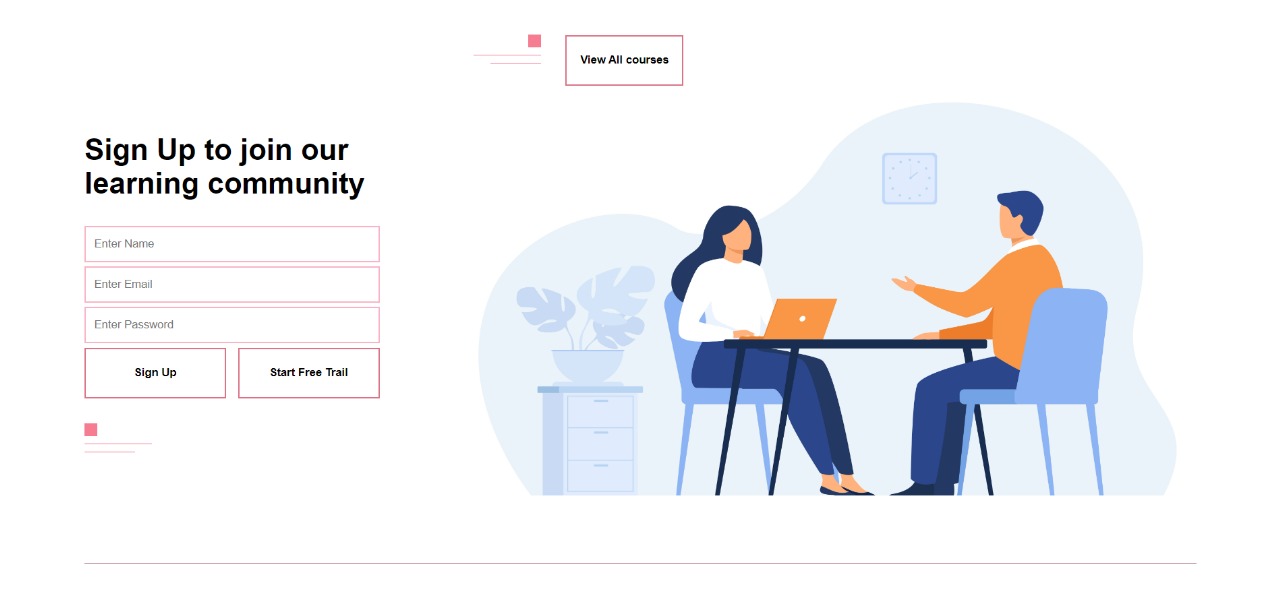 View All courses
Sign Up to join our
learning community
Enter Name
Enter Email
Enter Password
Sign Up
Start Free Trail